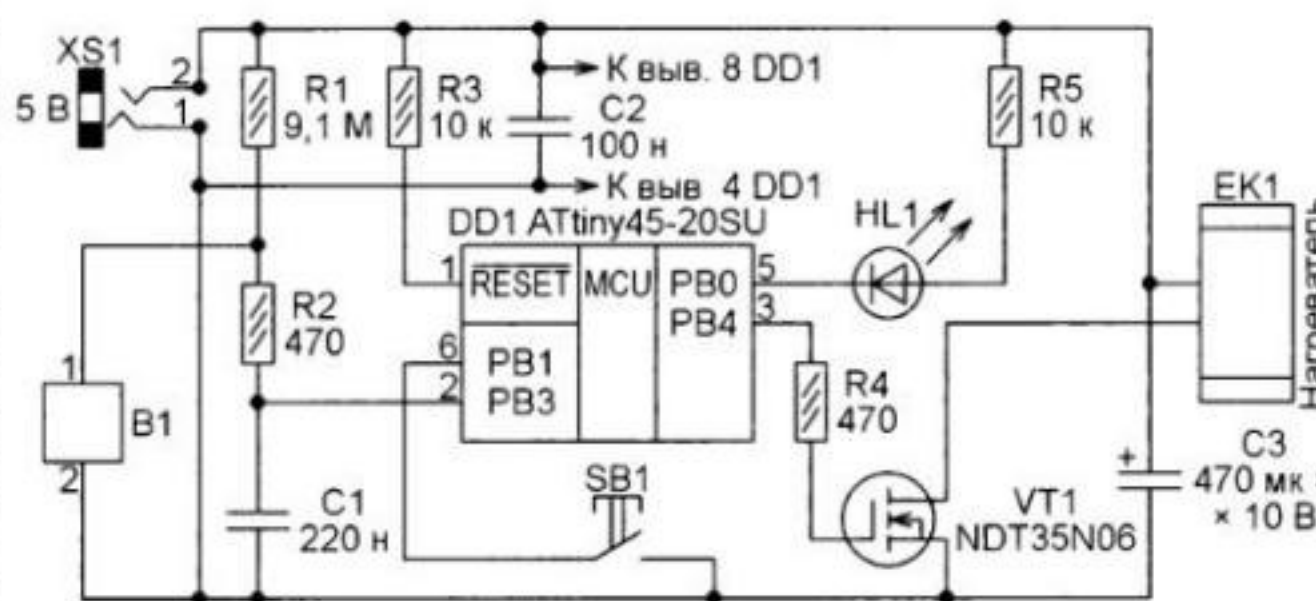 XS1
5 В
2
1
R1
9,1 М
R3
10 к
C2
100 н
К выв. 8 DD1
К выв 4 DD1
R5
10 к
EK1
Нагреватель
DD1 ATtiny45-20SU
HL1
1
RESET
MCU
PB0
5
PB4
3
6
PB1
2
PB3
R2
470
R4
470
1
B1
2
C1
220 н
SB1
VT1
NDT35N06
+
C3
470 мк
× 10 В